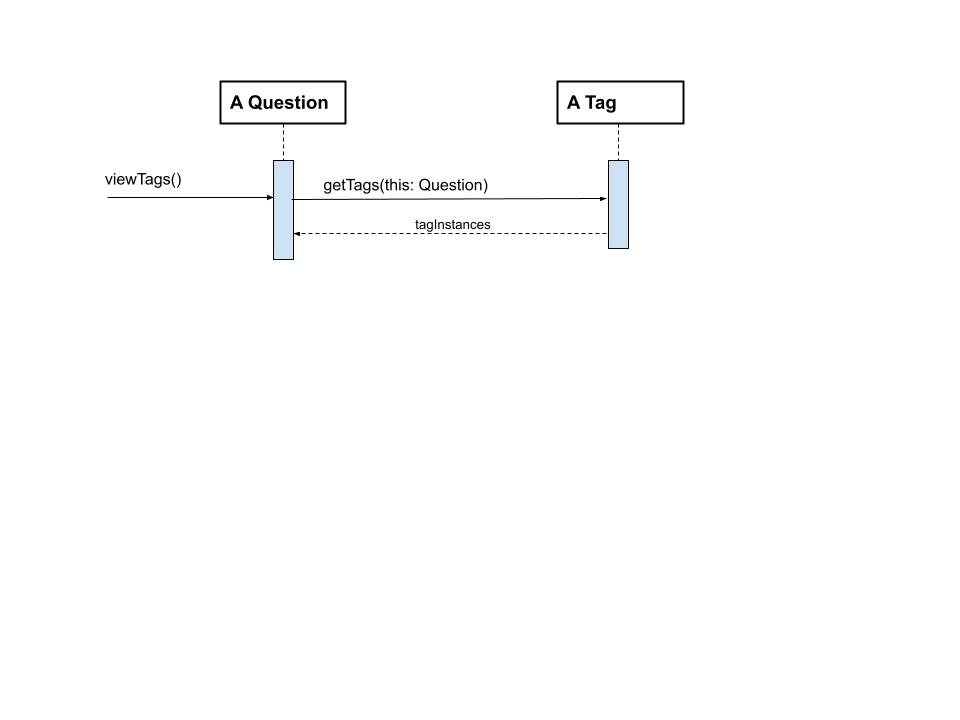 A Question
A Tag
viewTags()
getTags(this: Question)
tagInstances